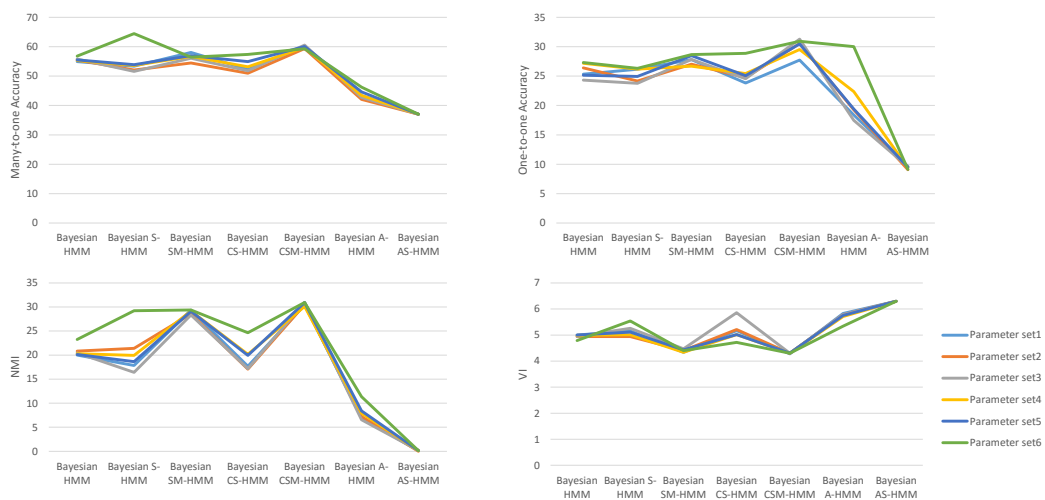 70
60
50
40
30
20
10
0
Many-to-one Accuracy
Bayesian HMM
Bayesian S-HMM
Bayesian SM-HMM
Bayesian CS-HMM
Bayesian CSM-HMM
Bayesian A-HMM
Bayesian AS-HMM
35
30
25
20
15
10
5
0
One-to-one Accuracy
Bayesian HMM
Bayesian S-HMM
Bayesian SM-HMM
Bayesian CS-HMM
Bayesian CSM-HMM
Bayesian A-HMM
Bayesian AS-HMM
35
30
25
20
15
10
5
0
NMI
Bayesian HMM
Bayesian S-HMM
Bayesian SM-HMM
Bayesian CS-HMM
Bayesian CSM-HMM
Bayesian A-HMM
Bayesian AS-HMM
7
6
5
4
3
2
1
0
VI
Bayesian HMM
Bayesian S-HMM
Bayesian SM-HMM
Bayesian CS-HMM
Bayesian CSM-HMM
Bayesian A-HMM
Bayesian AS-HMM
Parameter set1
Parameter set2
Parameter set3
Parameter set4
Parameter set5
Parameter set6